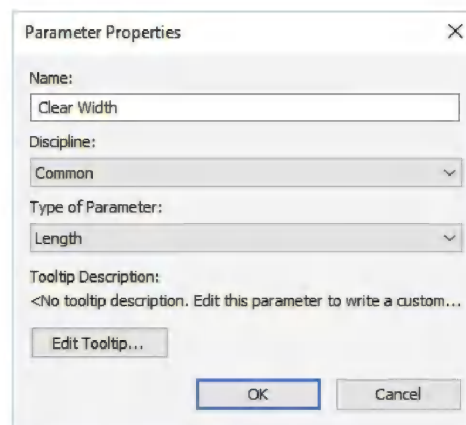 Parameter Properties
Name:
Clear Width
Discipline:
Common
Type of Parameter:
Length
Tooltip Description:
<No tooltip description. Edit this parameter to write a custom...
Edit Tooltip...
OK Cancel